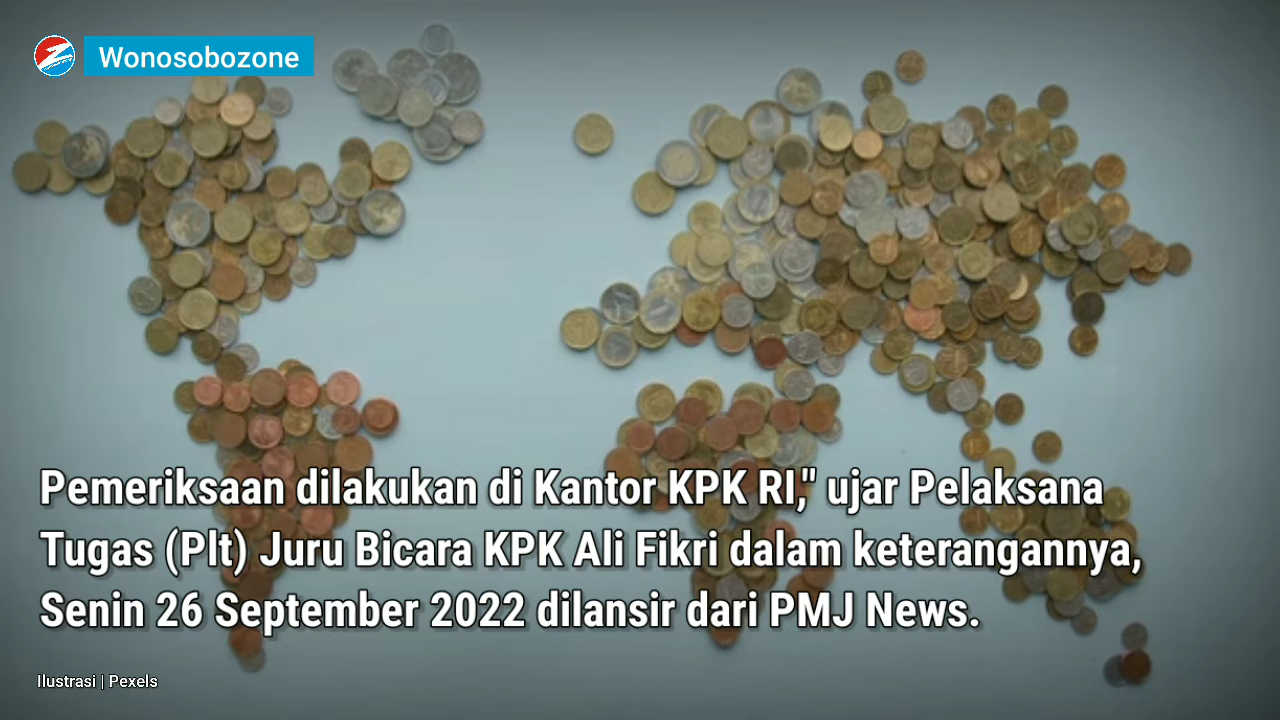 Wonosobozone
Pemeriksaan dilakukan di Kantor KPK RI," ujar Pelaksana
Tugas (Plt) Juru Bicara KPK Ali Fikri dalam keterangannya,
Senin 26 September 2022 dilansir dari PMJ News.
Ilustrasi | Pexels